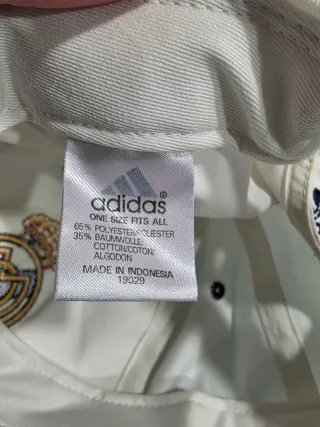 adidas
ONE SIZE FITS ALL
65% POLYESTER/POLIESTER
35% BAUMWOLLE/
COTTON/COTON/
ALGODON
MADE IN INDONESIA
19029